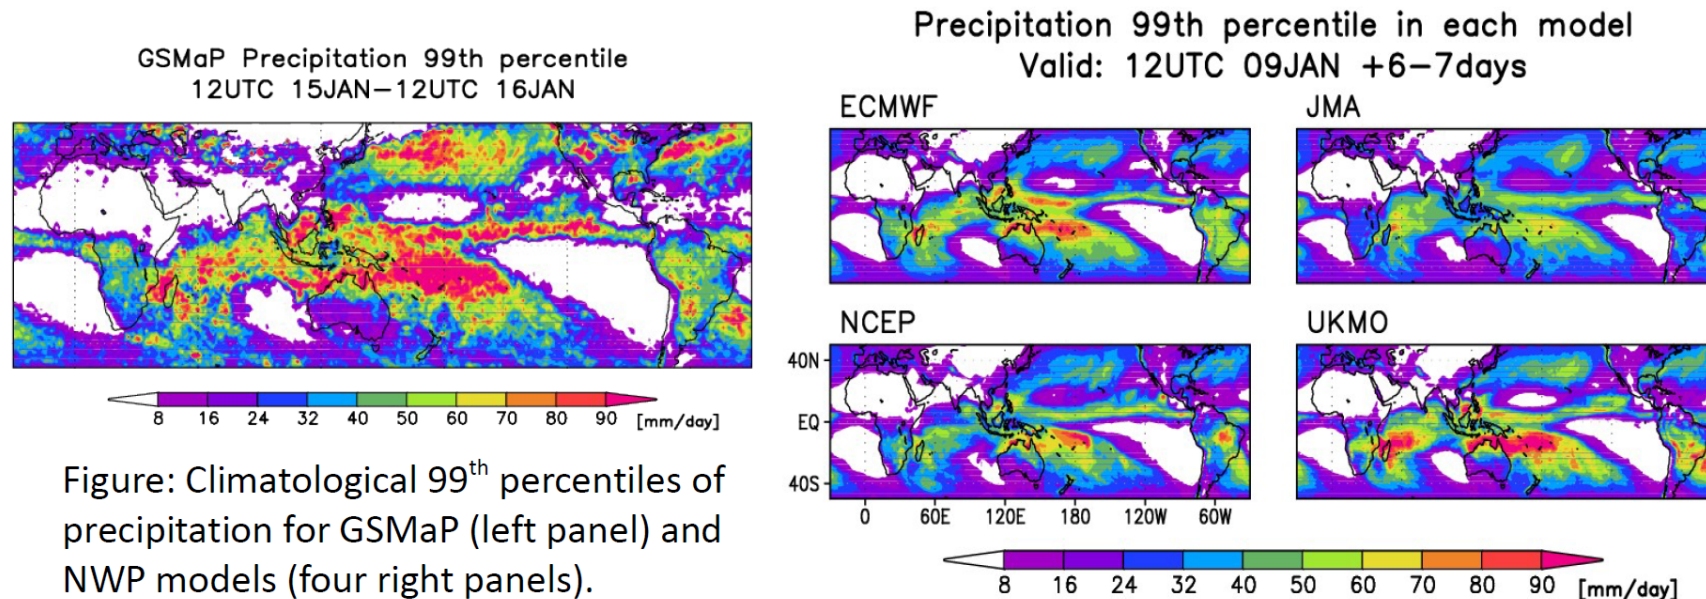 GSMaP Precipitation 99th percentile
12UTC 15JAN−12UTC 16JAN
8 16 24 32 40 50 60 70 80 90 [mm/day]
Figure: Climatological 99th percentiles of
precipitation for GSMaP (left panel) and
NWP models (four right panels).
Precipitation 99th percentile in each model
Valid: 12UTC 09JAN +6−7days
ECMWF
JMA
NCEP
UKMO
40N
EQ
40S
0 60E 120E 180 120W 60W
8 16 24 32 40 50 60 70 80 90 [mm/day]